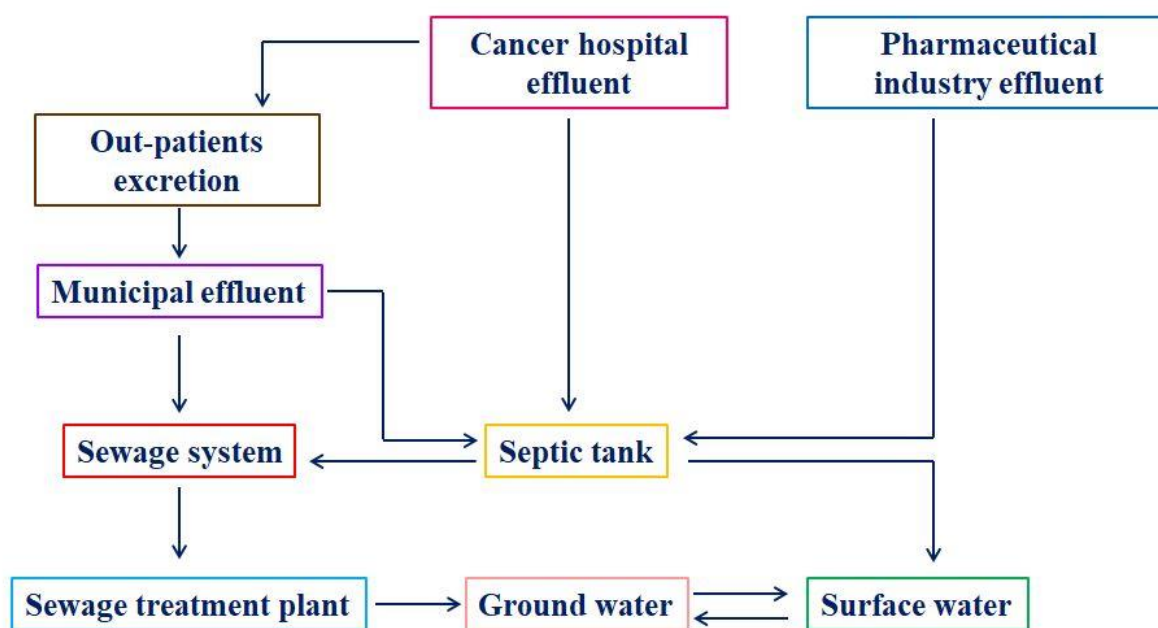 Cancer hospital
effluent
Pharmaceutical
industry effluent
Out-patients
excretion
Municipal effluent
Sewage system
Septic tank
Sewage treatment plant
Ground water
Surface water